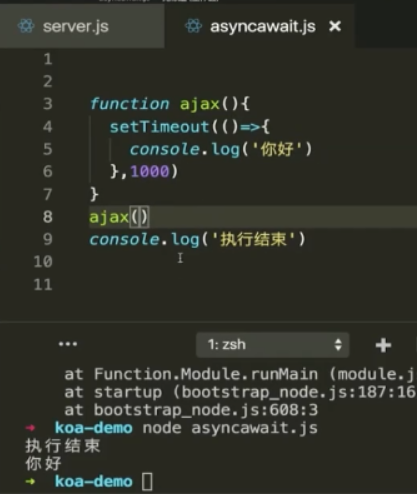 server.js
asyncawait.js ×
1
2
3 function ajax(){
4 setTimeout(()=>{
5 console.log('你好')
6 },1000)
7 }
8 ajax()
9 console.log('执行结束')
10
11
••• 1: zsh +
at Function.Module.runMain (module.j
at startup (bootstrap_node.js:187:16
at bootstrap_node.js:608:3
→ koa-demo node asyncawait.js
执行结束
你好
→ koa-demo